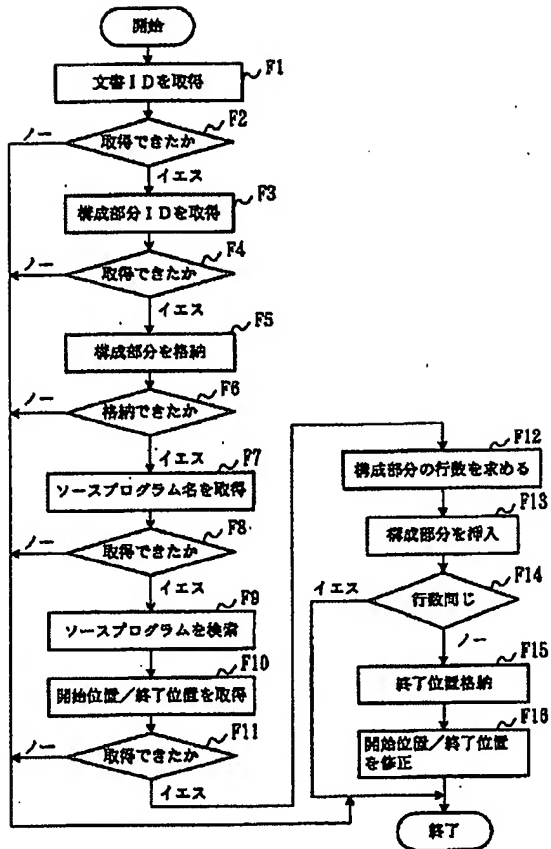 開始
F1
文書IDを取得
F2
ノー
取得できたか
イエス
F3
構成部分IDを取得
F4
ノー
取得できたか
イエス
F5
構成部分を格納
F6
ノー
格納できたか
イエス
F7
ソースプログラム名を取得
F8
ノー
取得できたか
イエス
F9
ソースプログラムを検索
F10
開始位置/終了位置を取得
F11
ノー
取得できたか
イエス
F12
構成部分の行数を求める
F13
構成部分を挿入
F14
イエス
行数同じ
ノー
F15
終了位置格納
F16
開始位置/終了位置
を修正
終了